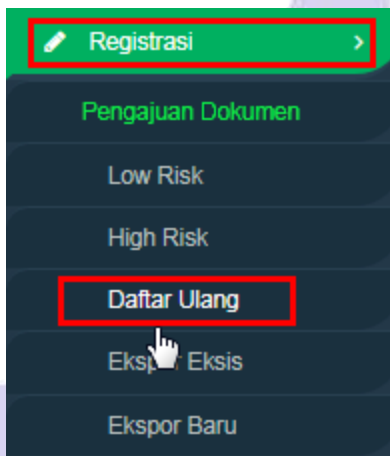 Registrasi
Pengajuan Dokumen
Low Risk
High Risk
Daftar Ulang
Eksis
Ekspor Baru